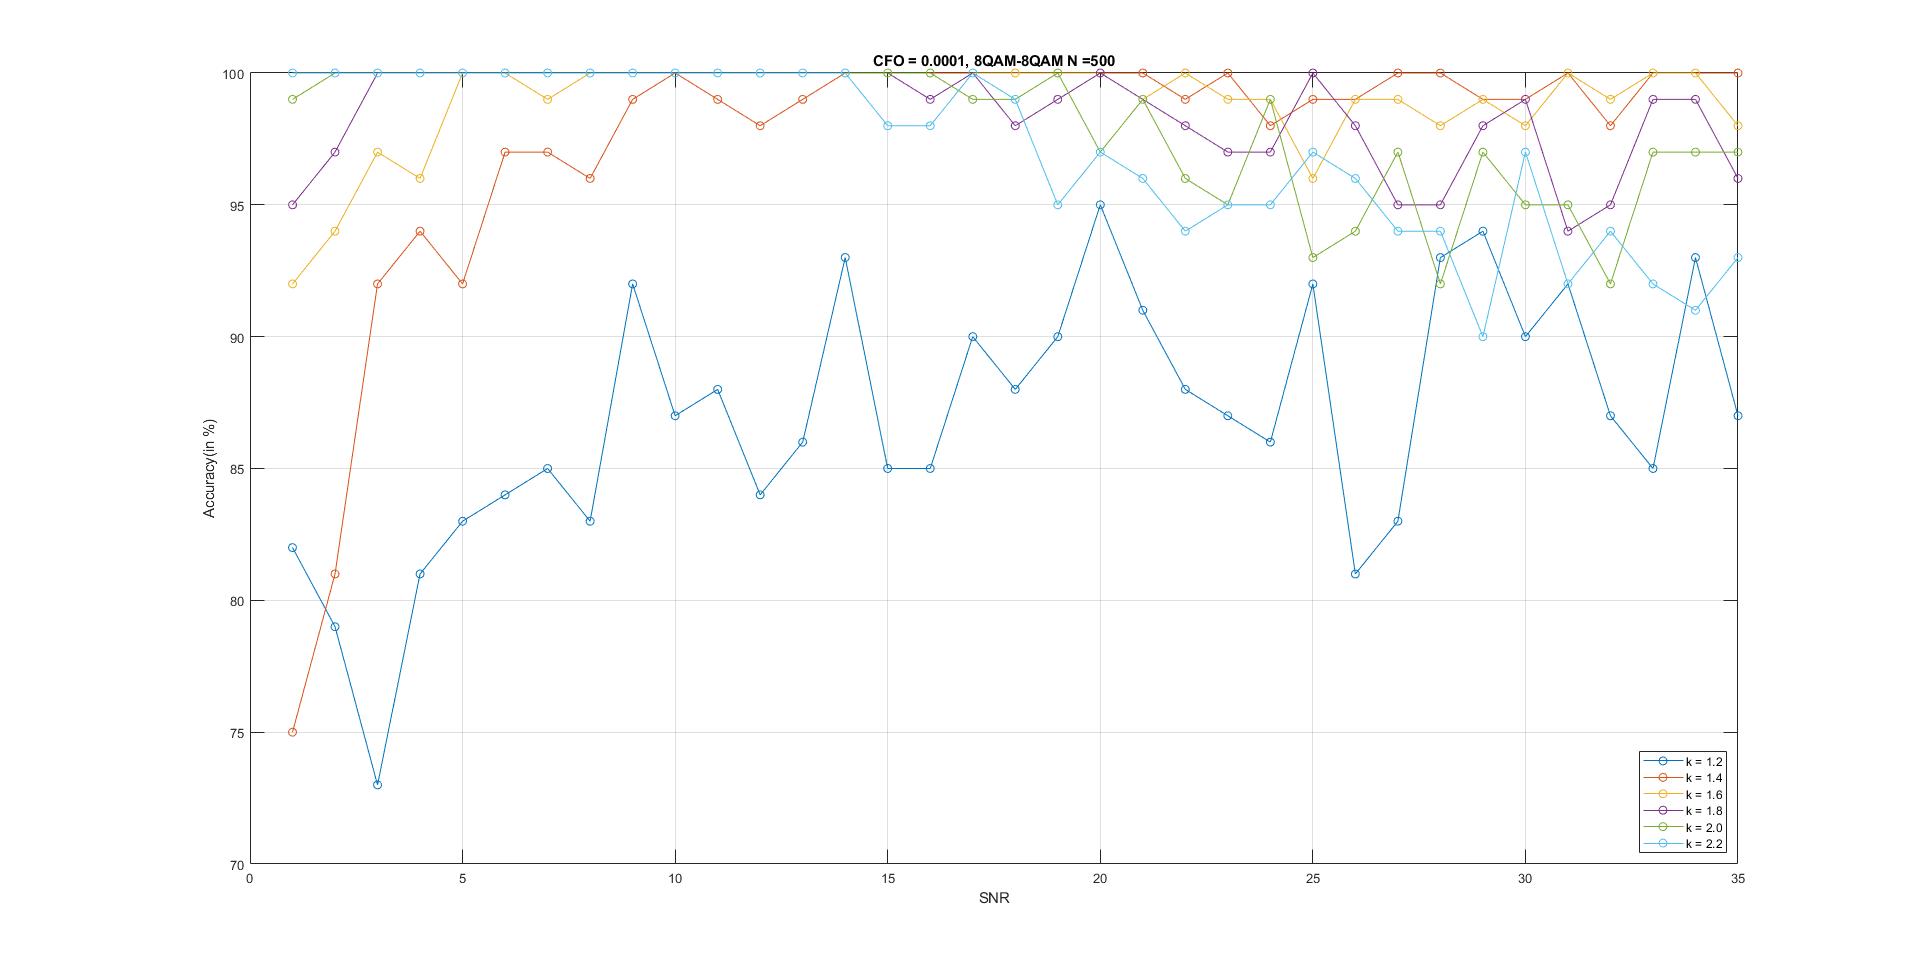 CFO = 0.0001, 8QAM-8QAM N =500
100
95
90
85
80
75
70
Accuracy(in %)
0 5 10 15 20 25 30 35
SNR
k = 1.2
k = 1.4
k = 1.6
k = 1.8
k = 2.0
k = 2.2